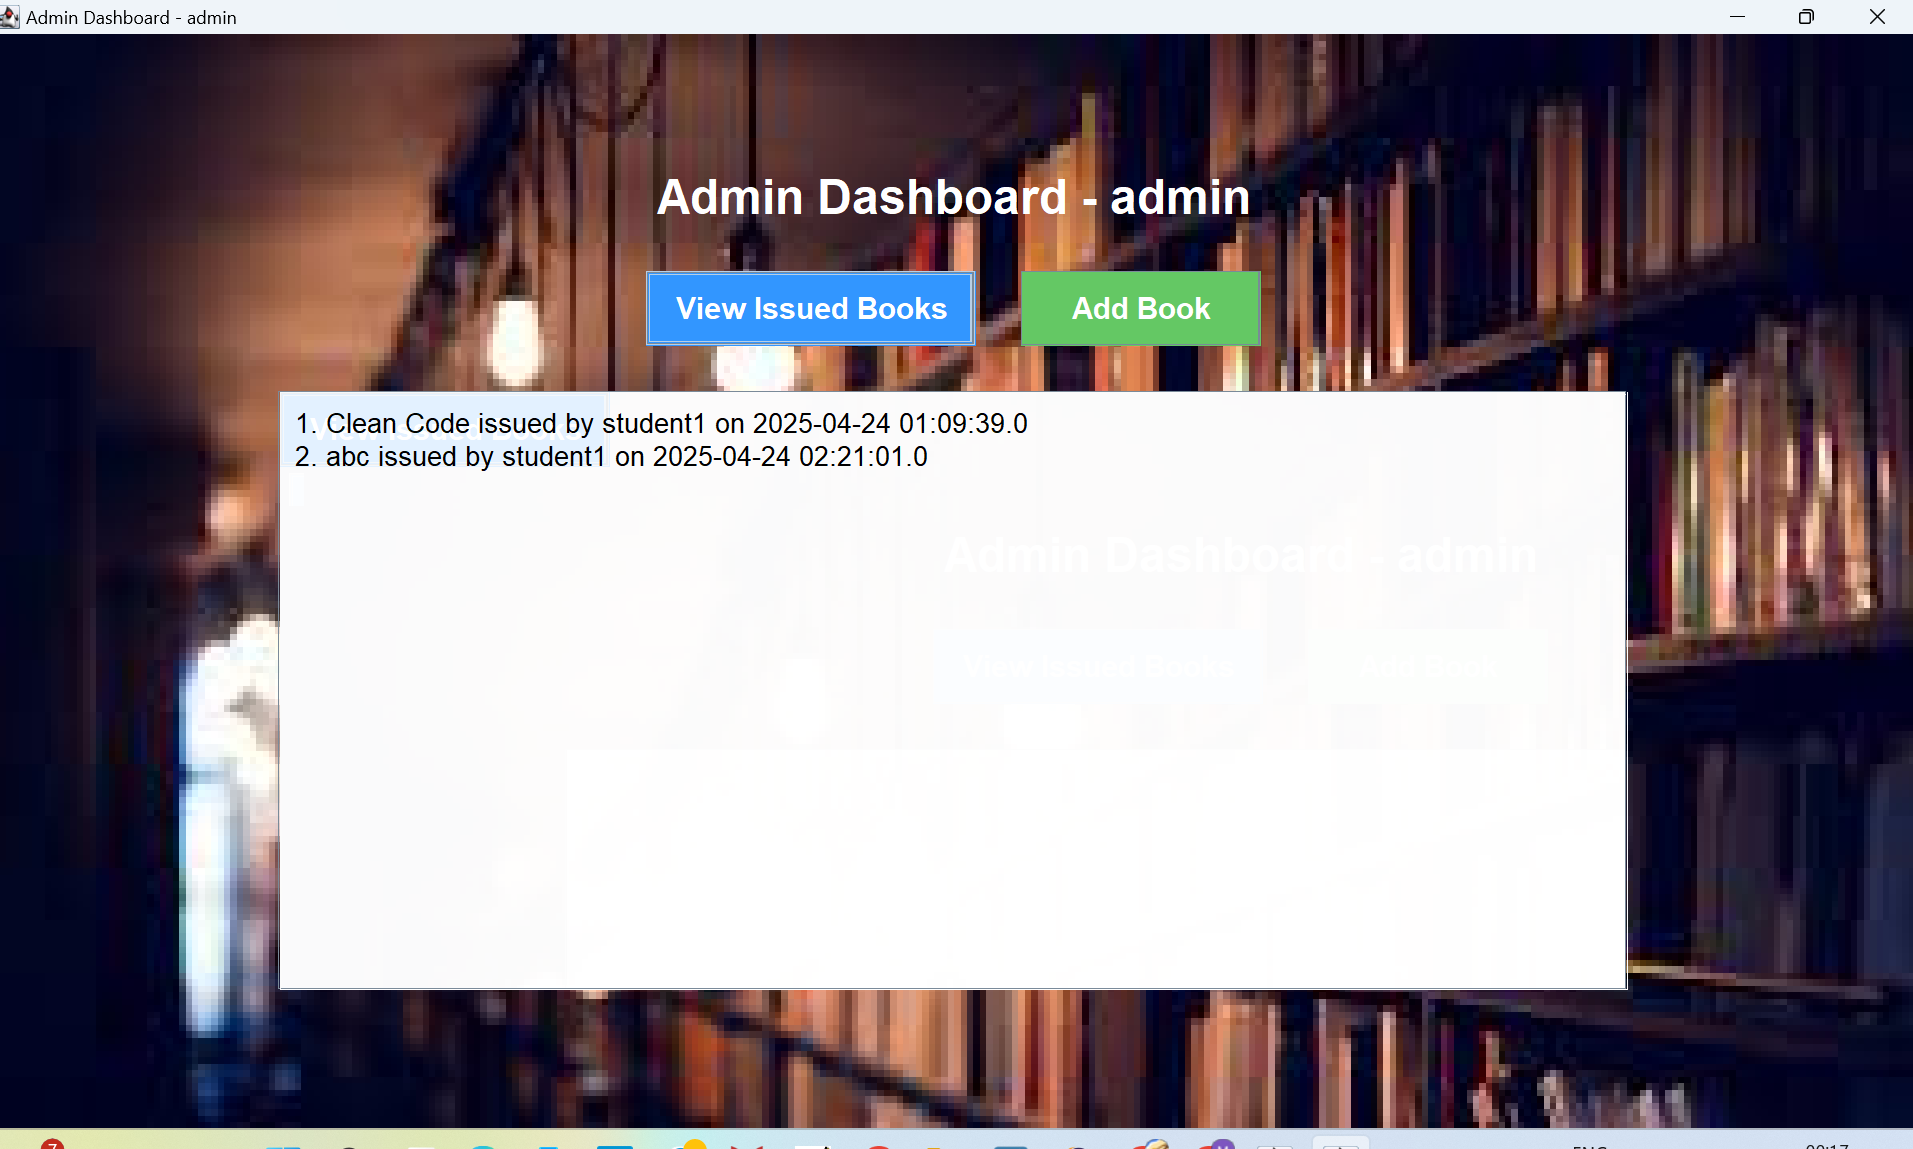 Admin Dashboard - admin
Admin Dashboard - admin
View Issued Books
Add Book
1. Clean Code issued by student1 on 2025-04-24 01:09:39.0
2. abc issued by student1 on 2025-04-24 02:21:01.0
Admin Dashboard - admin
View Issued Books
Add Book